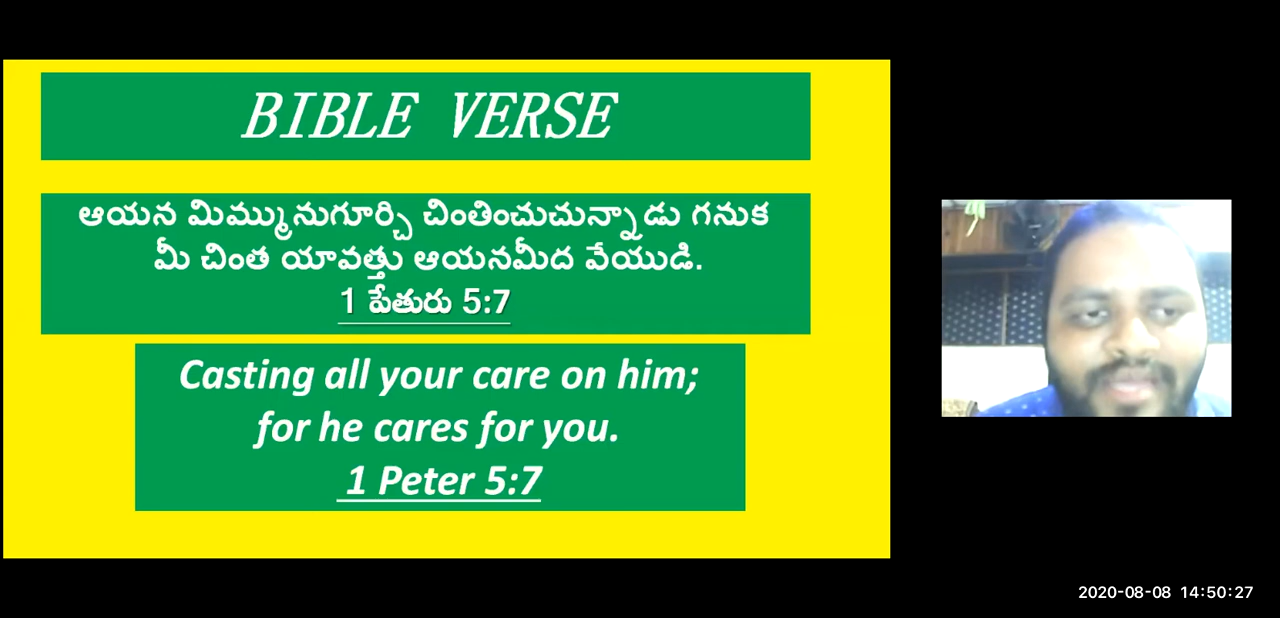 BIBLE VERSE
ఆయన మిమ్మునుగూర్చి చింతించుచున్నాడు గనుక
మీ చింత యావత్తు ఆయనమీద వేయుడి.
1 పేతురు 5:7
Casting all your care on him;
for he cares for you.
1 Peter 5:7
2020-08-08 14:50:27